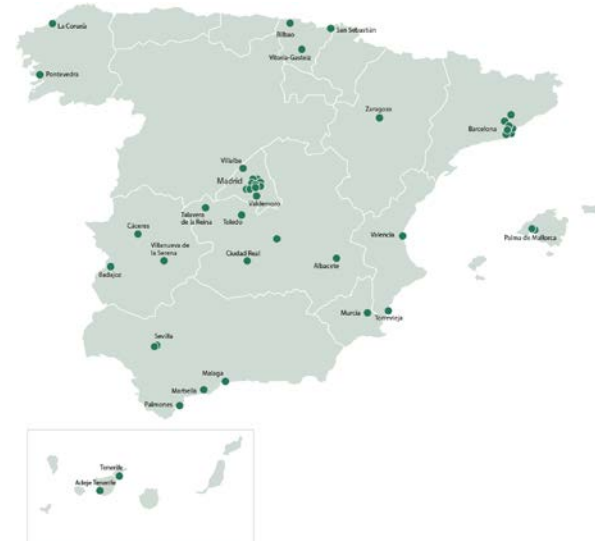 La Coruña
Bilbao
San Sebastián
Vitoria-Gasteiz
Pontevedra
Zaragoza
Barcelona
Villalba
Madrid
Valdemoro
Talavera
de la Reina
Toledo
Cáceres
Villanueva de
la Serena
Badajoz
Ciudad Real
Albacete
Valencia
Palma de Mallorca
Murcia
Torrevieja
Sevilla
Malaga
Marbella
Palmones
Tenerife
Adeje Tenerife